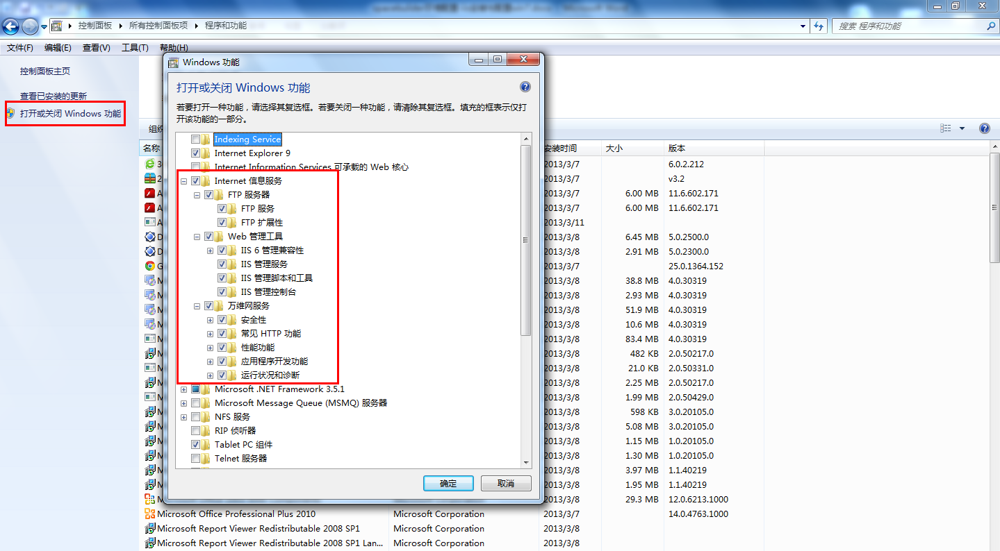 控制面板 所有控制面板项 程序和功能 搜索 程序和功能
文件(F) 编辑(E) 查看(V) 工具(T) 帮助(H)
控制面板主页
查看已安装的更新
打开或关闭 Windows 功能
Windows 功能
打开或关闭 Windows 功能
若要打开一种功能，请选择其复选框。若要关闭一种功能，请清除其复选框。填充的框表示仅打
开该功能的一部分。
Indexing Service
Internet Explorer 9
Internet Information Services 可承载的 Web 核心
Internet 信息服务
FTP 服务器
FTP 服务
FTP 扩展性
Web 管理工具
IIS 6 管理兼容性
IIS 管理服务
IIS 管理脚本和工具
IIS 管理控制台
万维网服务
安全性
常见 HTTP 功能
性能功能
应用程序开发功能
运行状况和诊断
Microsoft .NET Framework 3.5.1
Microsoft Message Queue (MSMQ) 服务器
NFS 服务
RIP 侦听器
Tablet PC 组件
Telnet 服务器
确定 取消
组织
名称 安装时间 大小 版本
3 2013/3/7 6.0.2.212
2 2013/3/7 v3.2
A 2013/3/7 6.00 MB 11.6.602.171
A 2013/3/7 6.00 MB 11.6.602.171
A 2013/3/11
D 2013/3/8 6.45 MB 5.0.2500.0
D 2013/3/8 2.91 MB 5.0.2300.0
G 2013/3/7 25.0.1364.152
M 2013/3/8 38.8 MB 4.0.30319
M 2013/3/8 2.93 MB 4.0.30319
M 2013/3/8 51.9 MB 4.0.30319
M 2013/3/8 10.6 MB 4.0.30319
M 2013/3/8 83.4 MB 4.0.30319
M 2013/3/8 482 KB 2.0.50217.0
M 2013/3/8 21.0 KB 2.0.50331.0
M 2013/3/8 2.25 MB 2.0.50217.0
M 2013/3/8 1.99 MB 2.0.50429.0
M 2013/3/8 598 KB 3.0.20105.0
M 2013/3/8 5.08 MB 3.0.20105.0
M 2013/3/8 1.15 MB 1.0.20105.0
M 2013/3/8 1.30 MB 1.0.20105.0
M 2013/3/8 3.97 MB 1.1.40219
M 2013/3/8 1.95 MB 1.1.40219
M 2013/3/8 29.3 MB 12.0.6213.1000
Microsoft Office Professional Plus 2010 Microsoft Corporation 2013/3/7 14.0.4763.1000
Microsoft Report Viewer Redistributable 2008 SP1 Microsoft Corporation 2013/3/8
Microsoft Report Viewer Redistributable 2008 SP1 Lan... Microsoft Corporation 2013/3/8